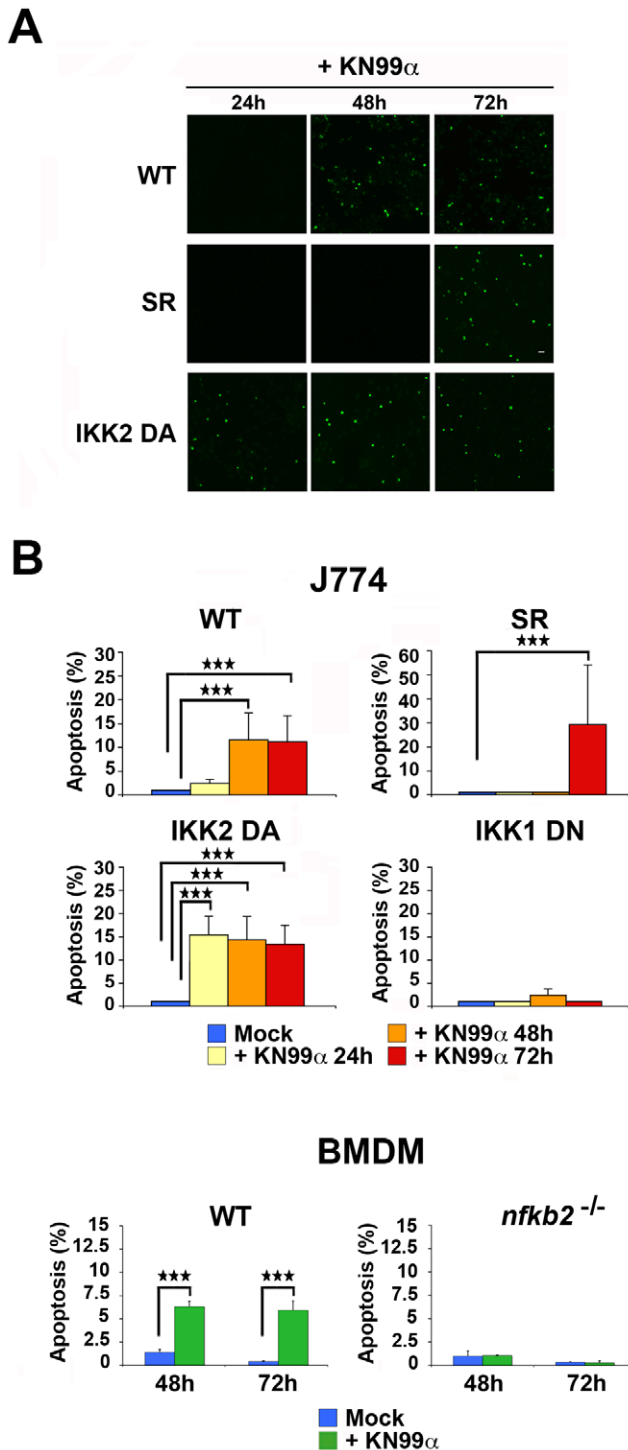 A
+ KN99α
24h 48h 72h
WT
SR
IKK2 DA
B
J774
WT
Apoptosis (%)
30
25
20
15
10
5
0
★★★
★★★
SR
Apoptosis (%)
60
50
40
30
20
10
0
★★★
IKK2 DA
Apoptosis (%)
30
25
20
15
10
5
0
★★★
★★★
★★★
IKK1 DN
Apoptosis (%)
30
25
20
15
10
5
0
Mock
+ KN99α 24h
+ KN99α 48h
+ KN99α 72h
BMDM
WT
Apoptosis (%)
15
12.5
10
7.5
5
2.5
0
★★★ ★★★
48h 72h
nfkb2 -/-
Apoptosis (%)
15
12.5
10
7.5
5
2.5
0
48h 72h
Mock
+ KN99α